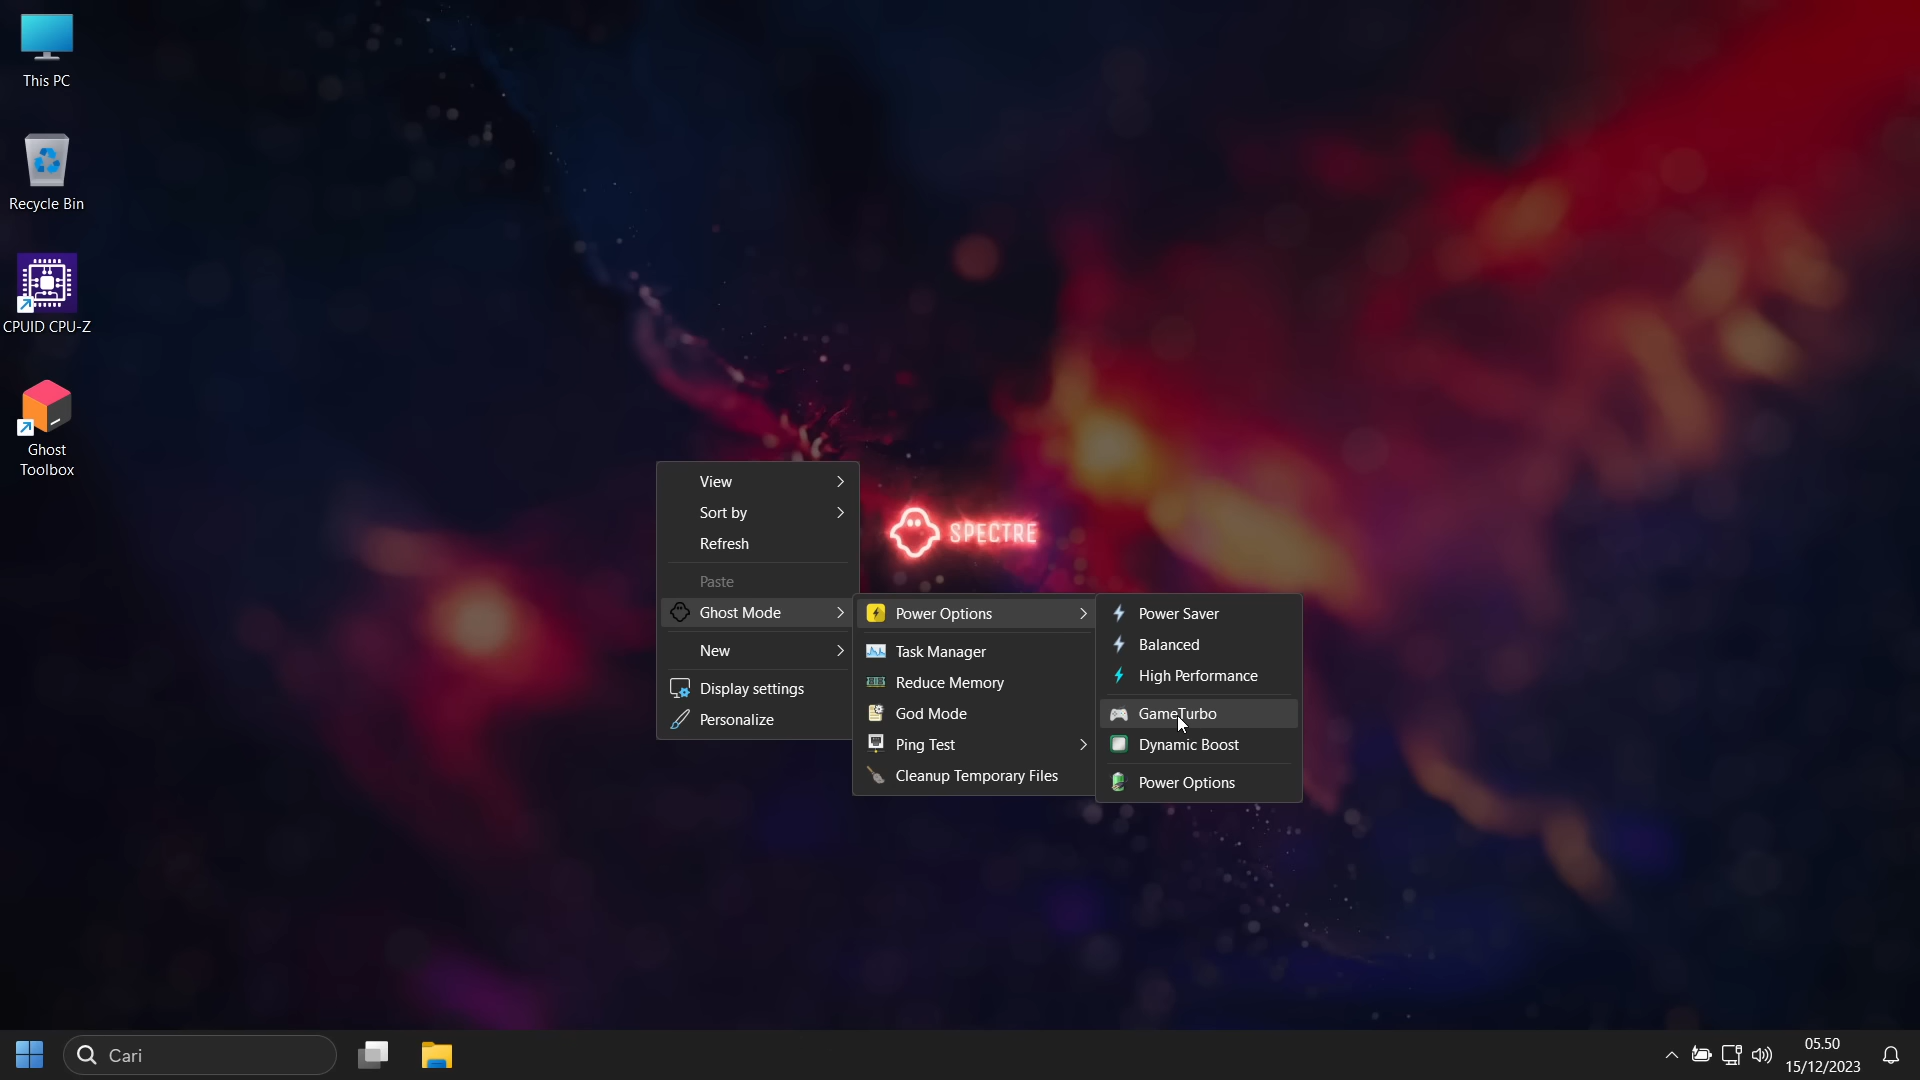 This PC
Recycle Bin
CPUID CPU-Z
Ghost
Toolbox
SPECTRE
View
Sort by
Refresh
Paste
Ghost Mode
New
Display settings
Personalize
Power Options
Task Manager
Reduce Memory
God Mode
Ping Test
Cleanup Temporary Files
Power Saver
Balanced
High Performance
GameTurbo
Dynamic Boost
Power Options
Cari
05.50
15/12/2023